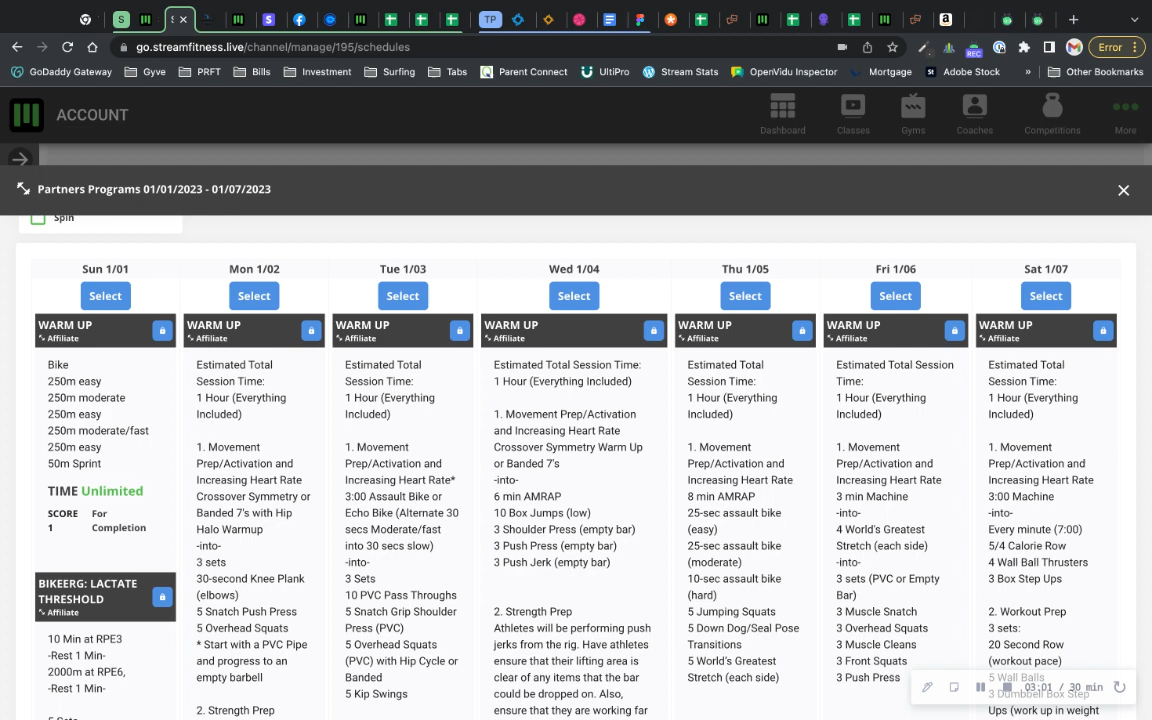 go.streamfitness.live/channel/manage/195/schedules
Error
GoDaddy Gateway
Gyve
PRFT
Bills
Investment
Surfing
Tabs
Parent Connect
UltiPro
Stream Stats
OpenVidu Inspector
Mortgage
Adobe Stock
»
Other Bookmarks
ACCOUNT
Dashboard
Classes
Gyms
Coaches
Competitions
More
Partners Programs 01/01/2023 - 01/07/2023
Spin
Sun 1/01
Select
WARM UP
Affiliate
Bike
250m easy
250m moderate
250m easy
250m moderate/fast
250m easy
50m Sprint
TIME Unlimited
SCORE 1
For Completion
BIKEERG: LACTATE
THRESHOLD
Affiliate
10 Min at RPE3
-Rest 1 Min-
2000m at RPE6,
-Rest 1 Min-
Mon 1/02
Select
WARM UP
Affiliate
Estimated Total
Session Time:
1 Hour (Everything
Included)
1. Movement
Prep/Activation and
Increasing Heart Rate
Crossover Symmetry or
Banded 7's with Hip
Halo Warmup
-into-
3 sets
30-second Knee Plank
(elbows)
5 Snatch Push Press
5 Overhead Squats
* Start with a PVC Pipe
and progress to an
empty barbell
2. Strength Prep
Tue 1/03
Select
WARM UP
Affiliate
Estimated Total
Session Time:
1 Hour (Everything
Included)
1. Movement
Prep/Activation and
Increasing Heart Rate*
3:00 Assault Bike or
Echo Bike (Alternate 30
secs Moderate/fast
into 30 secs slow)
-into-
3 Sets
10 PVC Pass Throughs
5 Snatch Grip Shoulder
Press (PVC)
5 Overhead Squats
(PVC) with Hip Cycle or
Banded
5 Kip Swings
Wed 1/04
Select
WARM UP
Affiliate
Estimated Total Session Time:
1 Hour (Everything Included)
1. Movement Prep/Activation
and Increasing Heart Rate
Crossover Symmetry Warm Up
or Banded 7's
-into-
6 min AMRAP
10 Box Jumps (low)
3 Shoulder Press (empty bar)
3 Push Press (empty bar)
3 Push Jerk (empty bar)
2. Strength Prep
Athletes will be performing push
jerks from the rig. Have athletes
ensure that their lifting area is
clear of any items that the bar
could be dropped on. Also,
ensure that they are working far
Thu 1/05
Select
WARM UP
Affiliate
Estimated Total
Session Time:
1 Hour (Everything
Included)
1. Movement
Prep/Activation and
Increasing Heart Rate
8 min AMRAP
25-sec assault bike
(easy)
25-sec assault bike
(moderate)
10-sec assault bike
(hard)
5 Jumping Squats
5 Down Dog/Seal Pose
Transitions
5 World's Greatest
Stretch (each side)
Fri 1/06
Select
WARM UP
Affiliate
Estimated Total Session
Time:
1 Hour (Everything
Included)
1. Movement
Prep/Activation and
Increasing Heart Rate
3 min Machine
-into-
4 World's Greatest
Stretch (each side)
-into-
3 sets (PVC or Empty
Bar)
3 Muscle Snatch
3 Overhead Squats
3 Muscle Cleans
3 Front Squats
3 Push Press
Sat 1/07
Select
WARM UP
Affiliate
Estimated Total
Session Time:
1 Hour (Everything
Included)
1. Movement
Prep/Activation and
Increasing Heart Rate
3:00 Machine
-into-
Every minute (7:00)
5/4 Calorie Row
4 Wall Ball Thrusters
3 Box Step Ups
2. Workout Prep
3 sets:
20 Second Row
(workout pace)
5 Wall Balls
3 Dumbbell Box Step
Ups (work up in weight
03:01 / 30 min